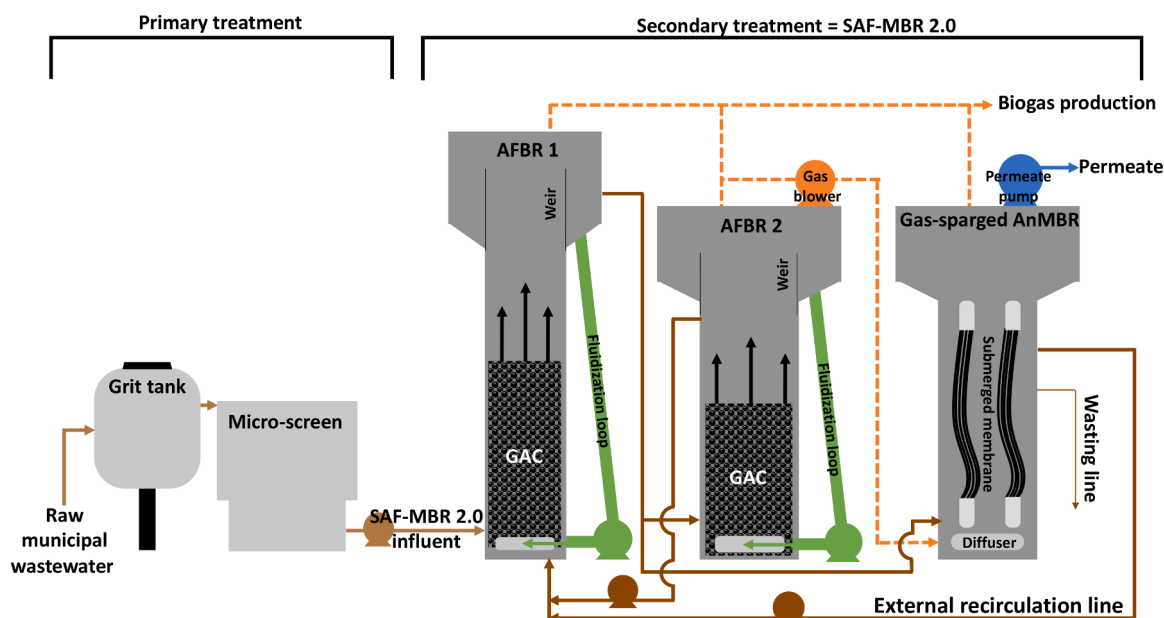 Primary treatment
Secondary treatment = SAF-MBR 2.0
Biogas production
AFBR 1
Weir
Gas
blower
Permeate
pump
Permeate
AFBR 2
Weir
Gas-sparged AnMBR
Fluidization loop
Fluidization loop
Submerged membrane
Grit tank
Micro-screen
Wasting line
GAC
GAC
Raw
municipal
wastewater
SAF-MBR 2.0
influent
Diffuser
External recirculation line